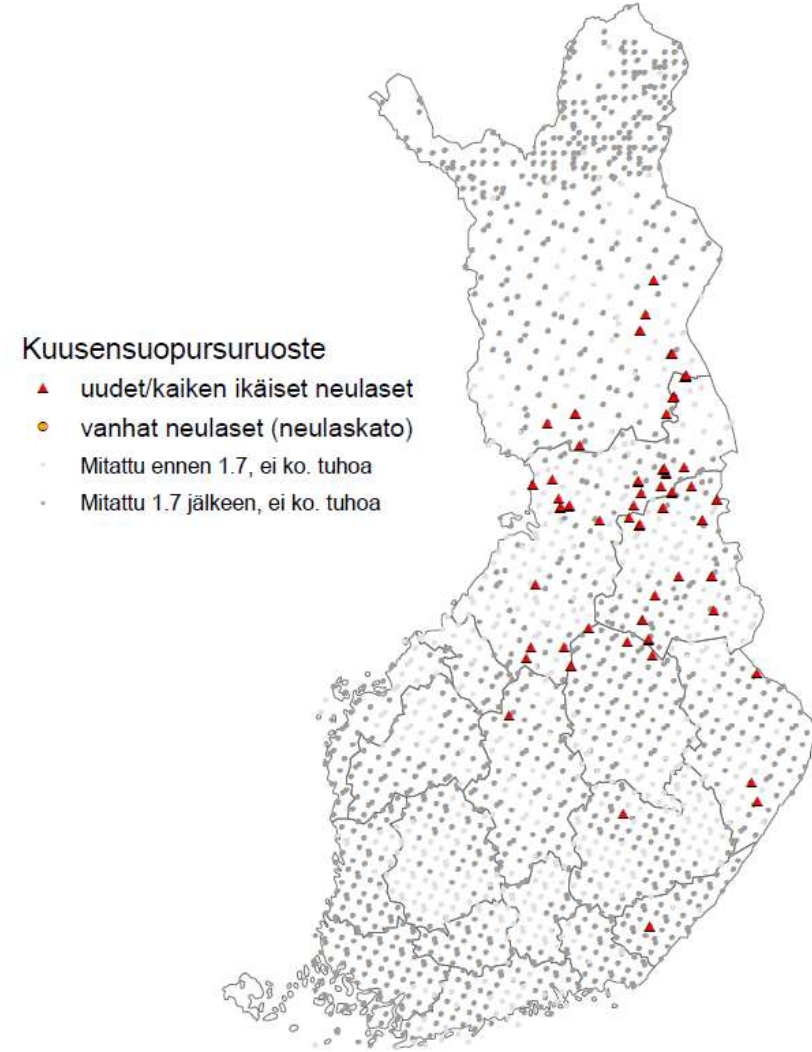 Kuusensuopursuruoste
uudet/kaiken ikäiset neulaset
vanhat neulaset (neulaskato)
Mitattu ennen 1.7, ei ko. tuhoa
Mitattu 1.7 jälkeen, ei ko. tuhoa